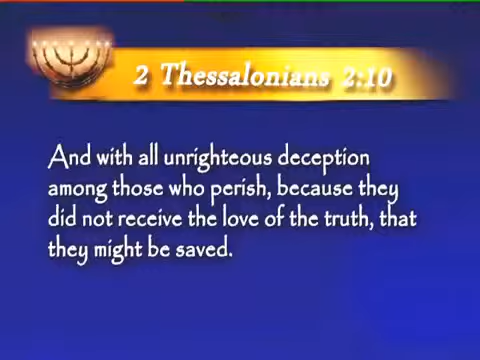 2 Thessalonians 2:10
And with all unrighteous deception
among those who perish, because they
did not receive the love of the truth, that
they might be saved.